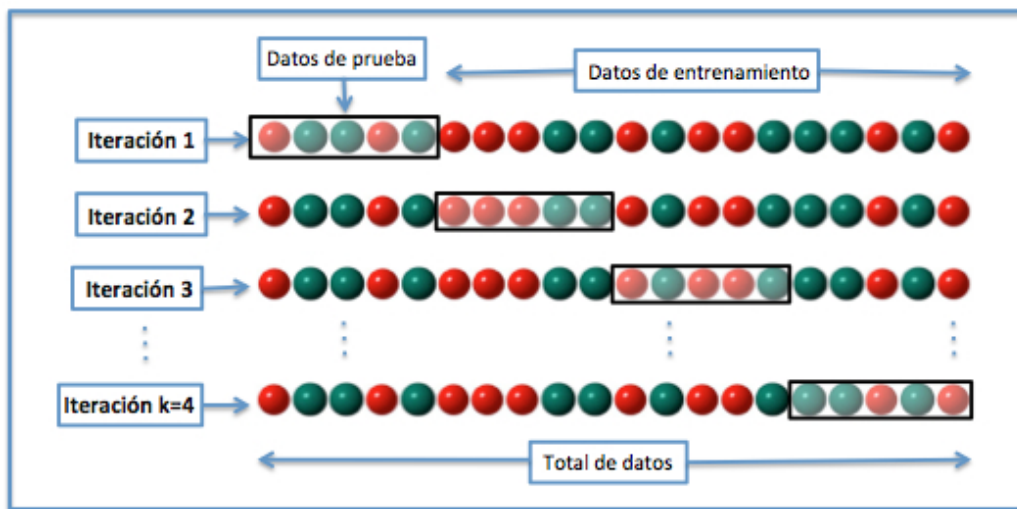 Datos de prueba
Datos de entrenamiento
Iteración 1
Iteración 2
Iteración 3
Iteración k=4
Total de datos